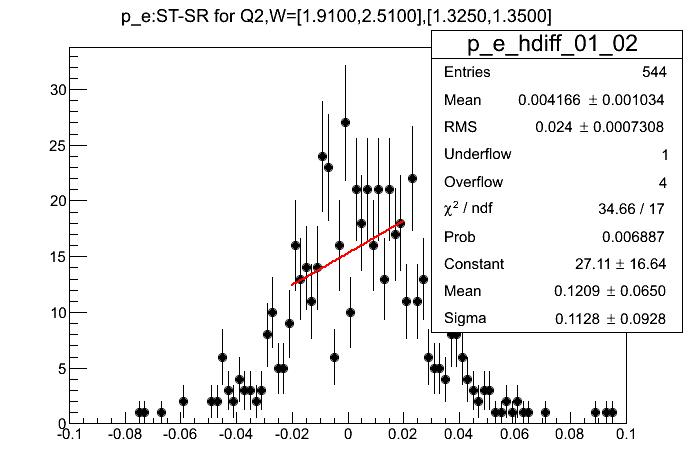 p_e:ST-SR for Q2,W=[1.9100,2.5100],[1.3250,1.3500]
p_e_hdiff_01_02
Entries 544
Mean 0.004166 ± 0.001034
RMS 0.024 ± 0.0007308
Underflow 1
Overflow 4
χ² / ndf 34.66 / 17
Prob 0.006887
Constant 27.11 ± 16.64
Mean 0.1209 ± 0.0650
Sigma 0.1128 ± 0.0928
30
25
20
15
10
5
0
-0.1 -0.08 -0.06 -0.04 -0.02 0 0.02 0.04 0.06 0.08 0.1